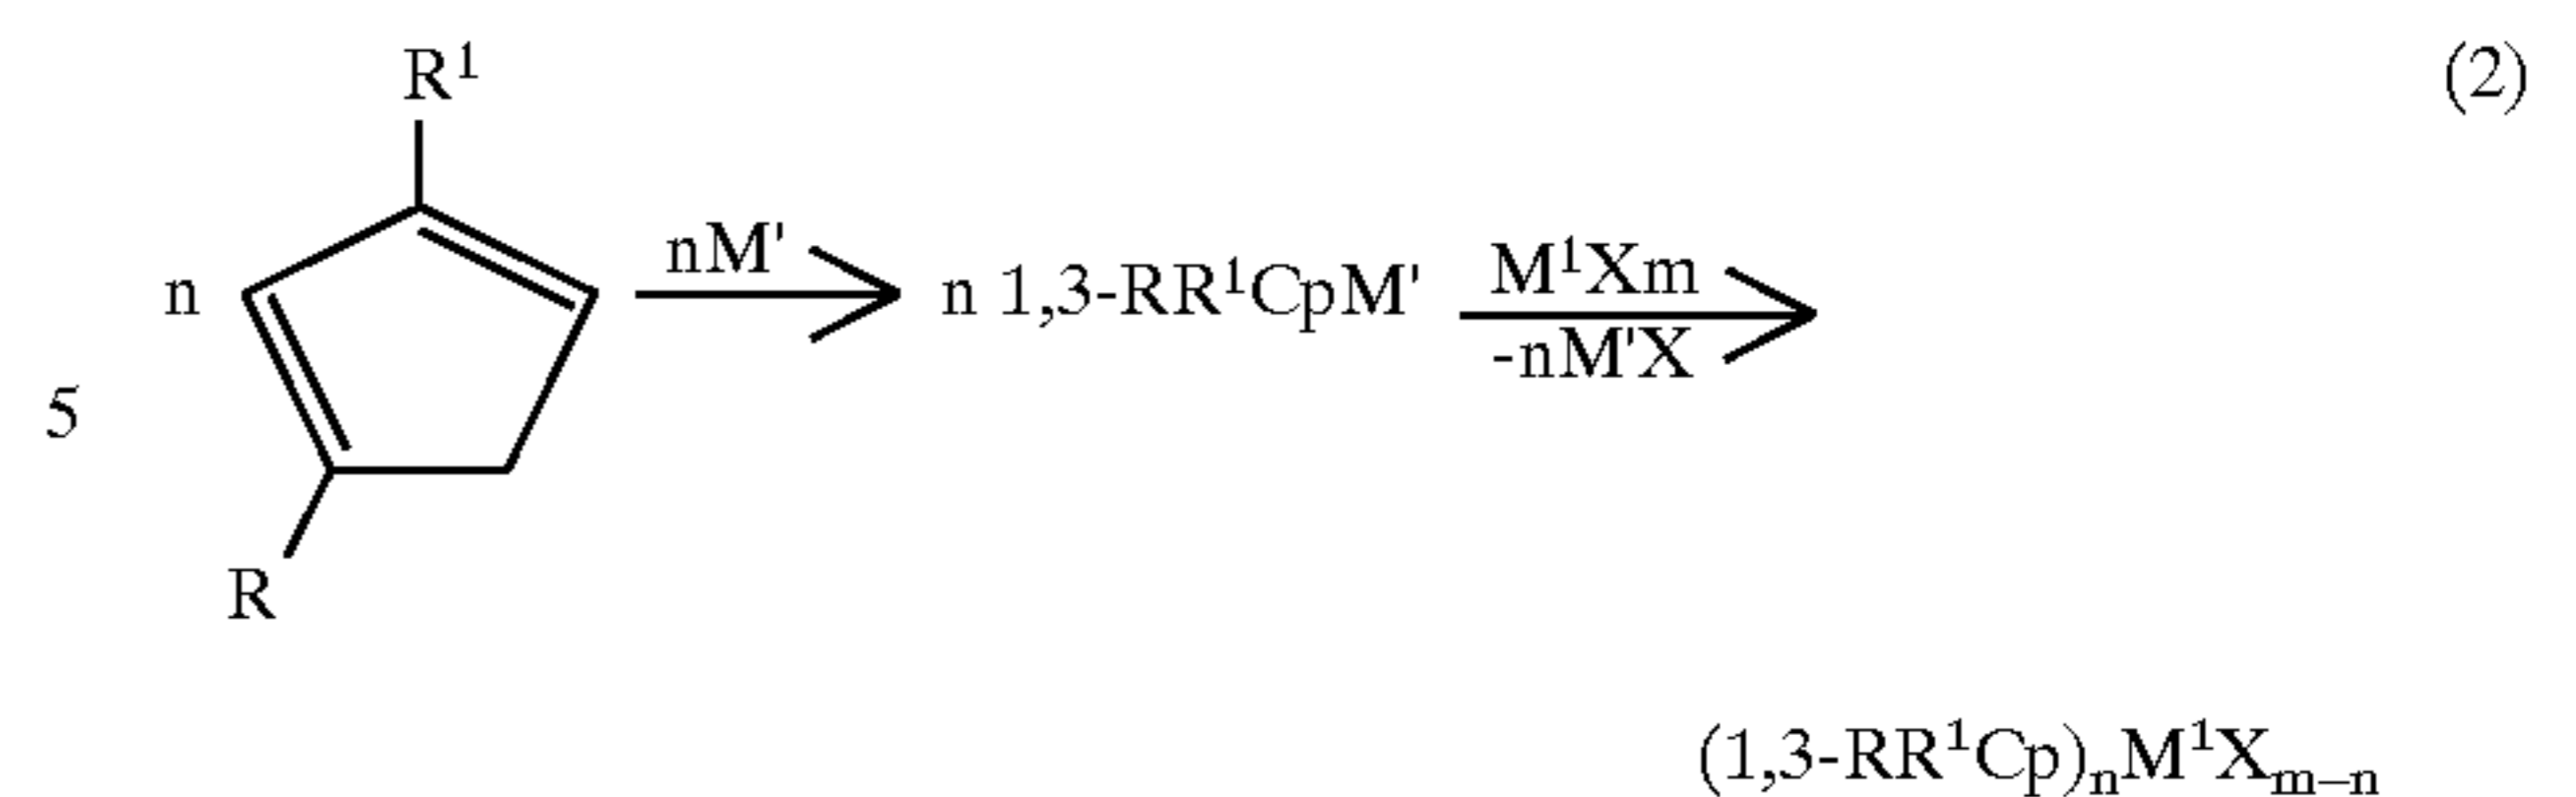 R¹ (2)
n nM' n 1,3-RR¹CpM' M¹Xm
-nM'X
5
R
(1,3-RR¹Cp)ₙM¹Xₘ₋ₙ